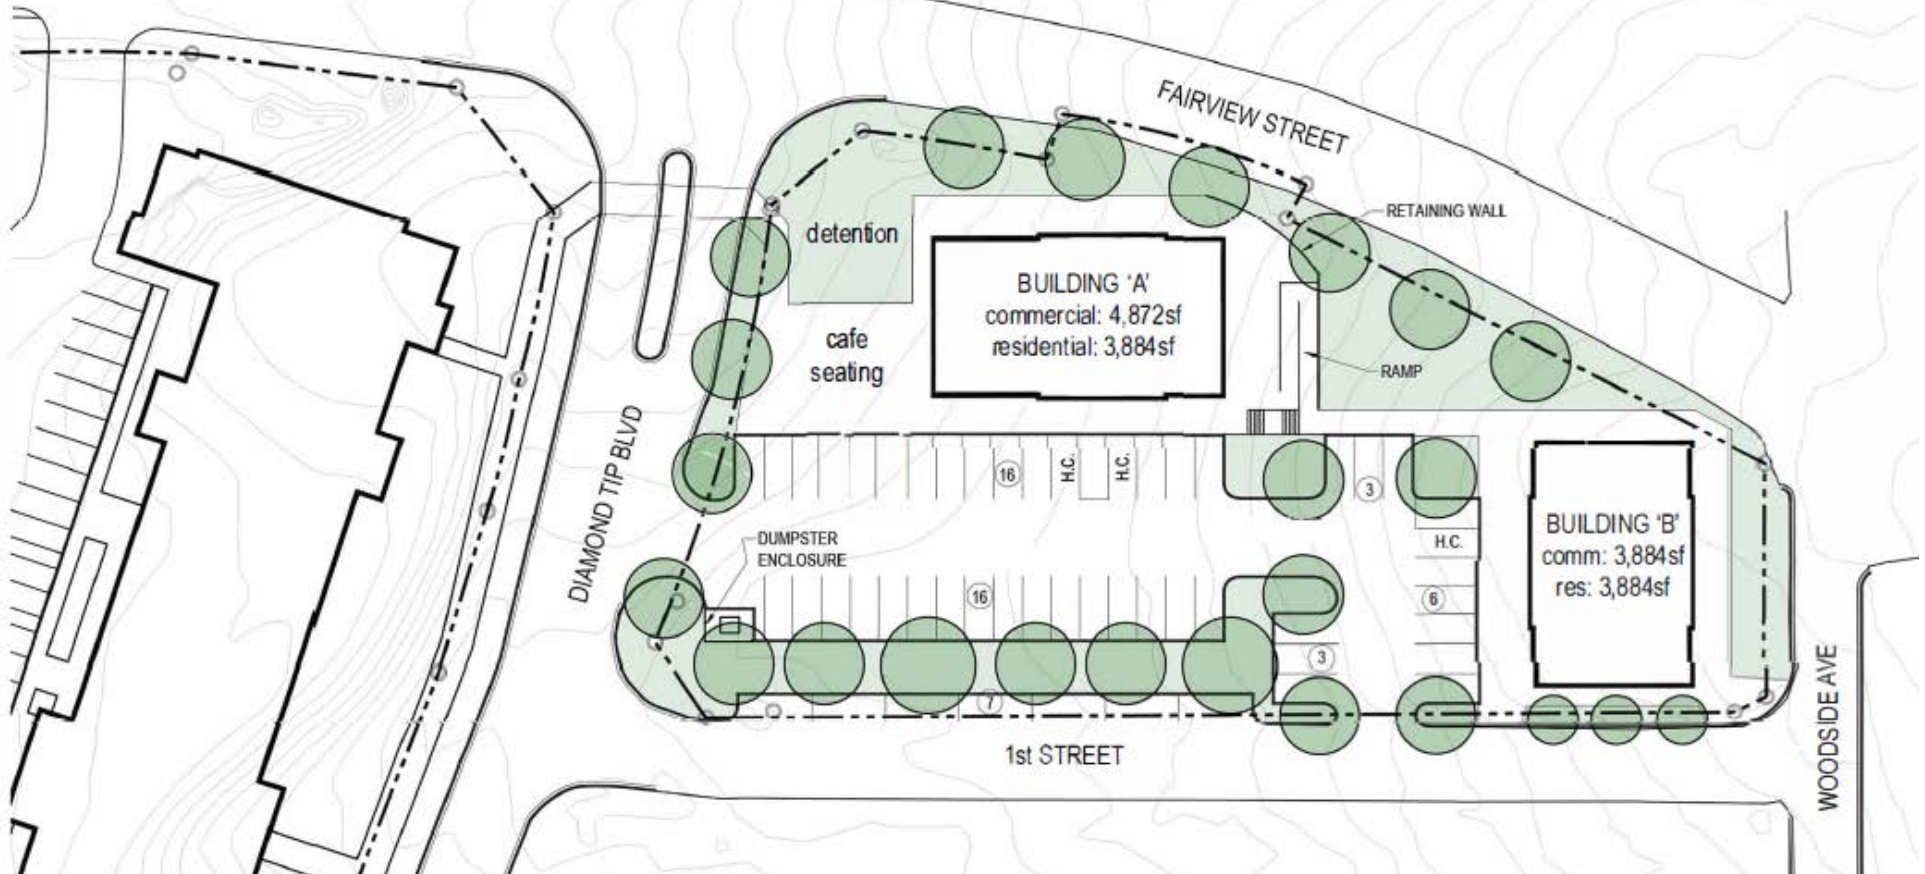 FAIRVIEW STREET
RETAINING WALL
detention
BUILDING 'A'
commercial: 4,872sf
residential: 3,884sf
cafe
seating
RAMP
DIAMOND TIP BLVD
16
H.C.
H.C.
3
DUMPSTER
ENCLOSURE
BUILDING 'B'
comm: 3,884sf
res: 3,884sf
H.C.
16
6
3
7
1st STREET
WOODSIDE AVE